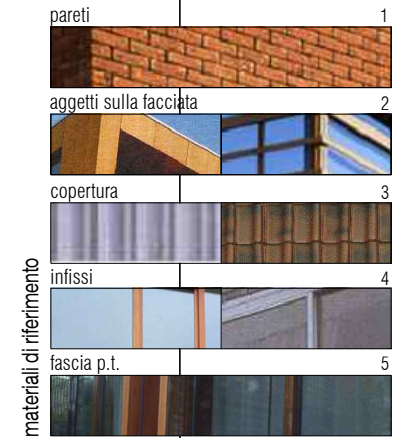 pareti 1
aggetti sulla facciata 2
copertura 3
infissi 4
fascia p.t. 5
materiali di riferimento